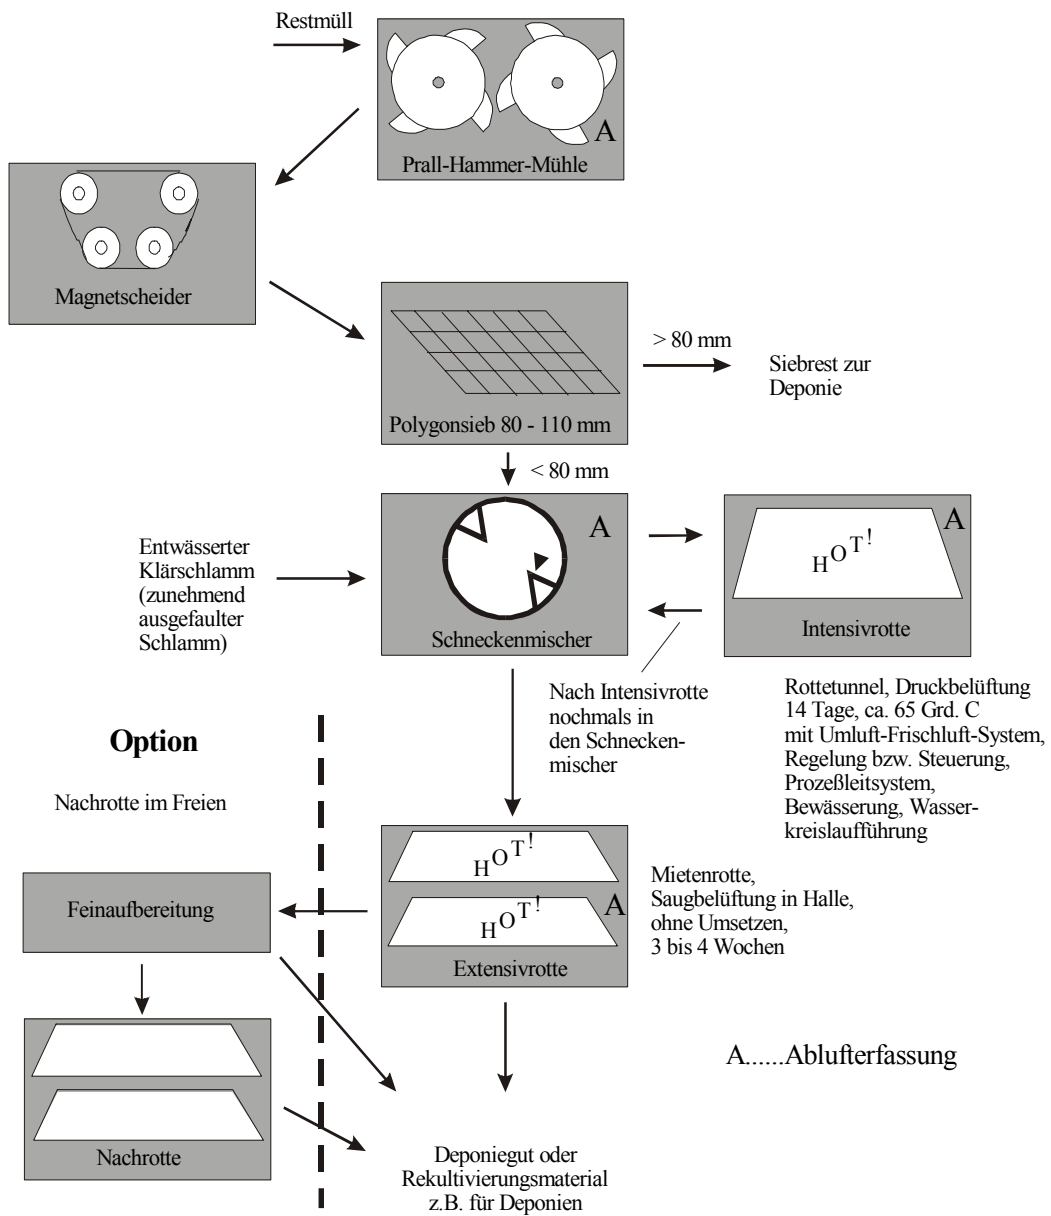 Restmüll
A
Prall-Hammer-Mühle
Magnetscheider
> 80 mm
Siebrest zur
Deponie
Polygonsieb 80 - 110 mm
< 80 mm
A
Schneckenmischer
Entwässerter
Klärschlamm
(zunehmend
ausgefaulter
Schlamm)
A
HOT!
Intensivrotte
Nach Intensivrotte
nochmals in
den Schnecken-
mischer
Rottetunnel, Druckbelüftung
14 Tage, ca. 65 Grd. C
mit Umluft-Frischluft-System,
Regelung bzw. Steuerung,
Prozeßleitsystem,
Bewässerung, Wasser-
kreislaufführung
Option
Nachrotte im Freien
HOT!
HOT!
A
Extensivrotte
Mietenrotte,
Saugbelüftung in Halle,
ohne Umsetzen,
3 bis 4 Wochen
Feinaufbereitung
Nachrotte
A......Ablufterfassung
Deponiegut oder
Rekultivierungsmaterial
z.B. für Deponien